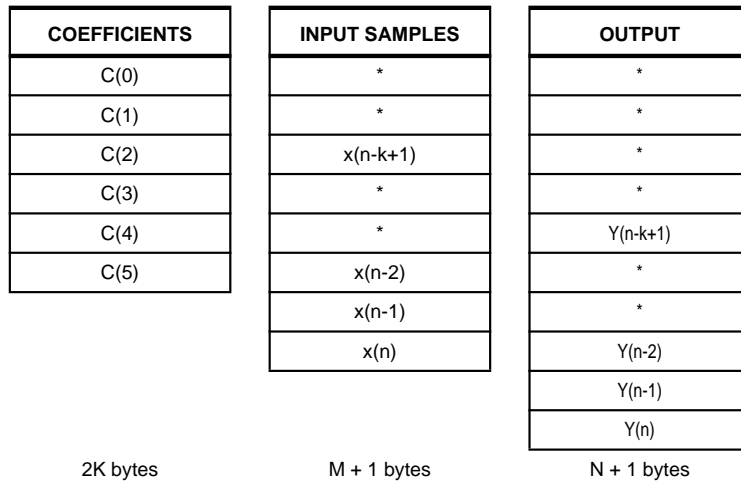 COEFFICIENTS INPUT SAMPLES OUTPUT
C(0) * *
C(1) * *
C(2) x(n-k+1) *
C(3) * *
C(4) * Y(n-k+1)
C(5) x(n-2) *
x(n-1) *
x(n) Y(n-2)
Y(n-1)
Y(n)
2K bytes M + 1 bytes N + 1 bytes